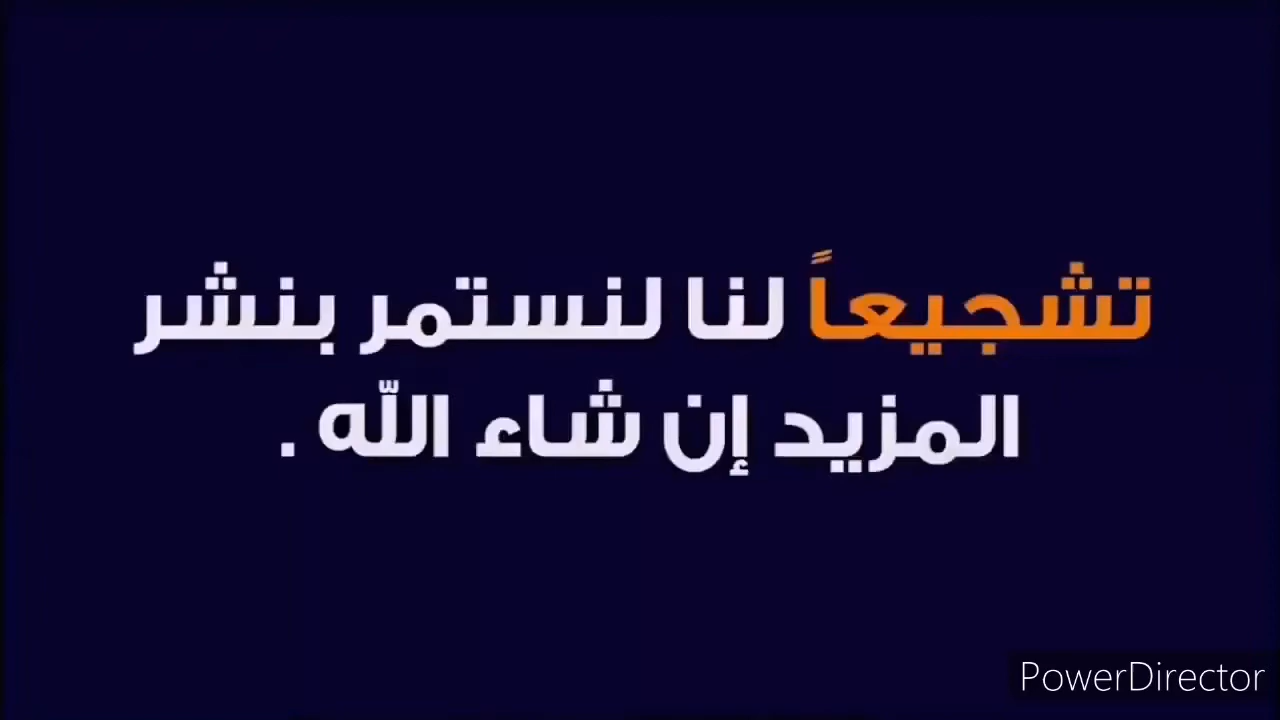 تشجيعاً لنا لنستمر بنشر
المزيد إن شاء الله .
PowerDirector